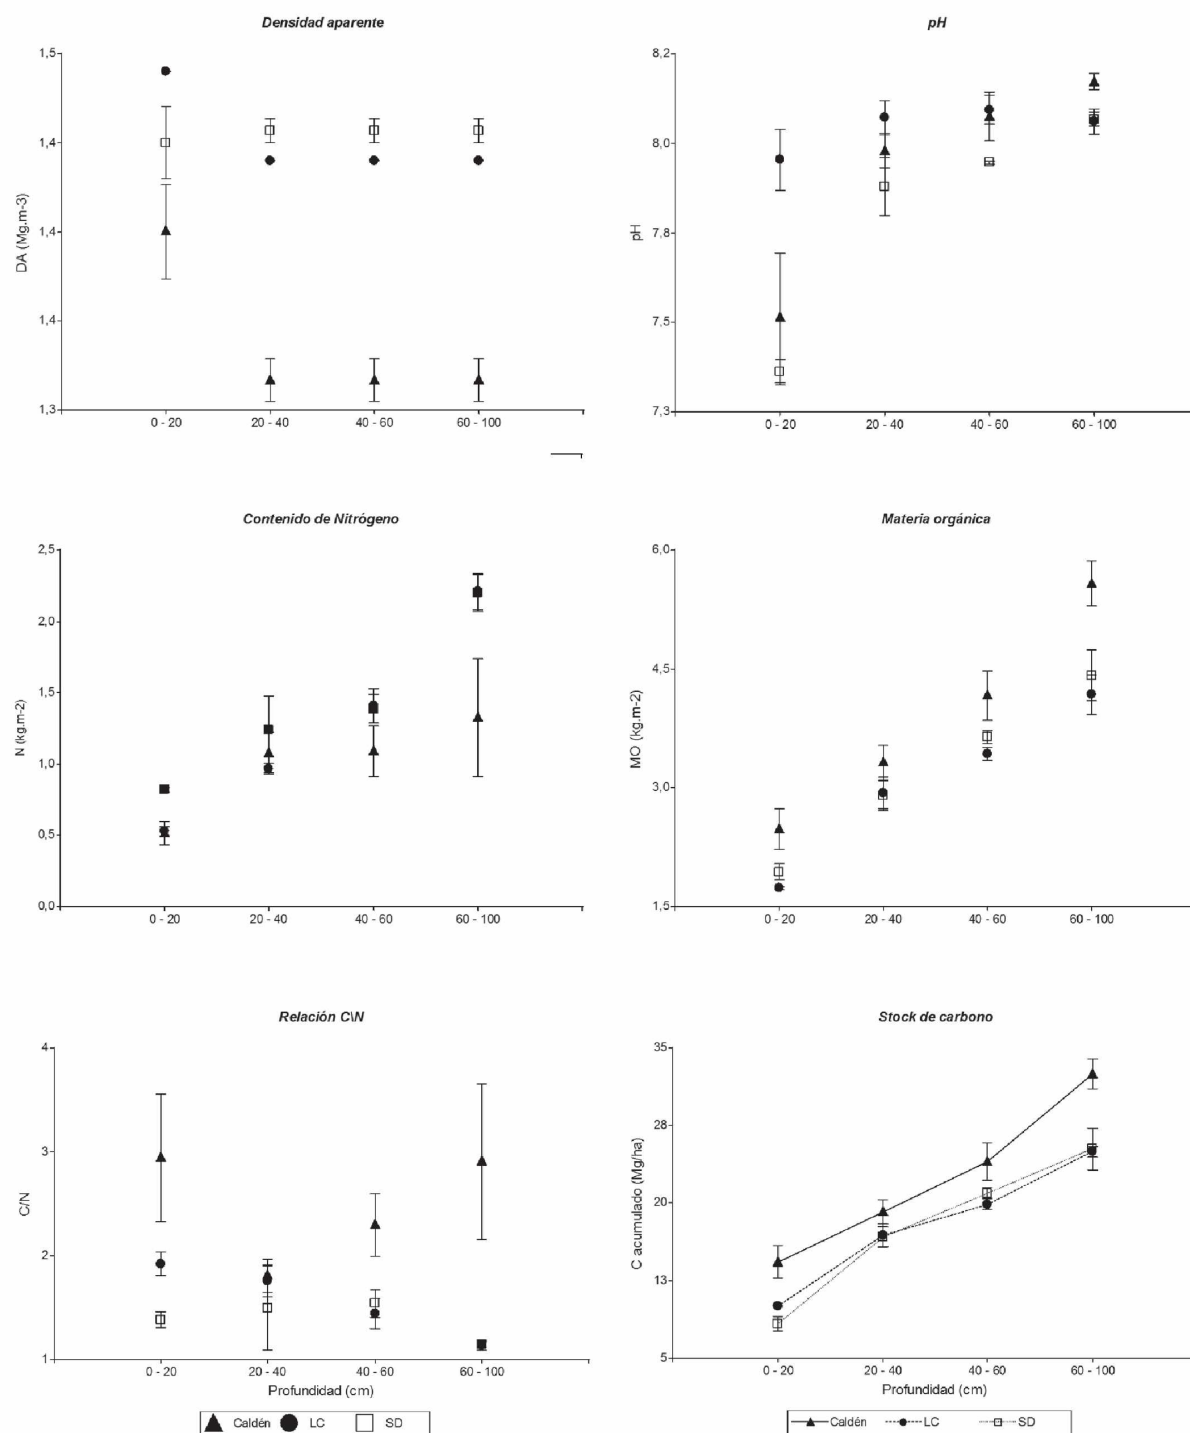 Densidad aparente
1,5
1,4
1,4
1,4
1,3
DA (Mg.m-3)
0 - 20
20 - 40
40 - 60
60 - 100
pH
8,2
8,0
7,8
7,5
7,3
pH
0 - 20
20 - 40
40 - 60
60 - 100
Contenido de Nitrógeno
2,5
2,0
1,5
1,0
0,5
0,0
N (kg.m-2)
0 - 20
20 - 40
40 - 60
60 - 100
Materia orgánica
6,0
4,5
3,0
1,5
MO (kg.m-2)
0 - 20
20 - 40
40 - 60
60 - 100
Relación C\N
4
3
2
1
C/N
0 - 20
20 - 40
40 - 60
60 - 100
Profundidad (cm)
Caldén LC SD
Stock de carbono
35
28
20
13
5
C acumulado (Mg/ha)
0 - 20
20 - 40
40 - 60
60 - 100
Profundidad (cm)
Caldén LC SD